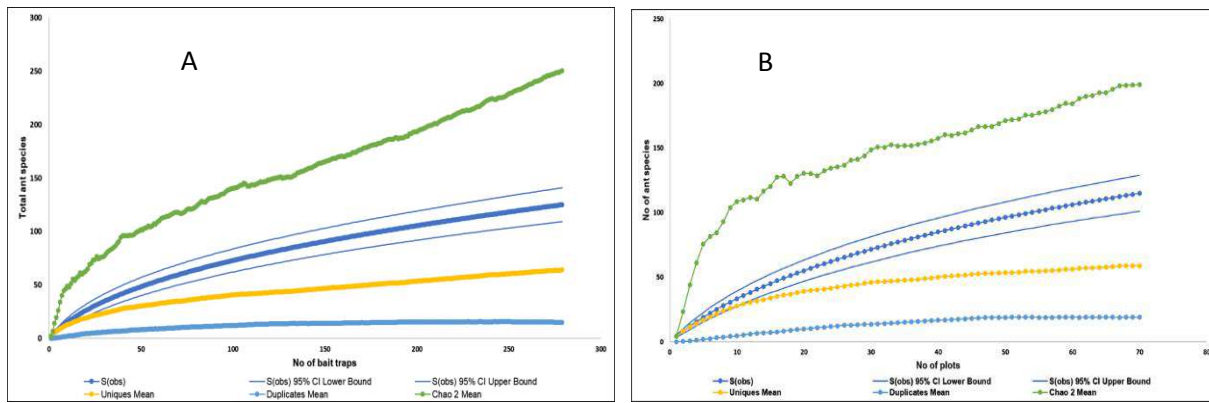 A
Total ant species
300
250
200
150
100
50
0
0 50 100 150 200 250 300
No of bait traps
S(obs) S(obs) 95% CI Lower Bound S(obs) 95% CI Upper Bound
Uniques Mean Duplicates Mean Chao 2 Mean
B
No of ant species
250
200
150
100
50
0
0 10 20 30 40 50 60 70 80
No of plots
S(obs) S(obs) 95% CI Lower Bound S(obs) 95% CI Upper Bound
Uniques Mean Duplicates Mean Chao 2 Mean